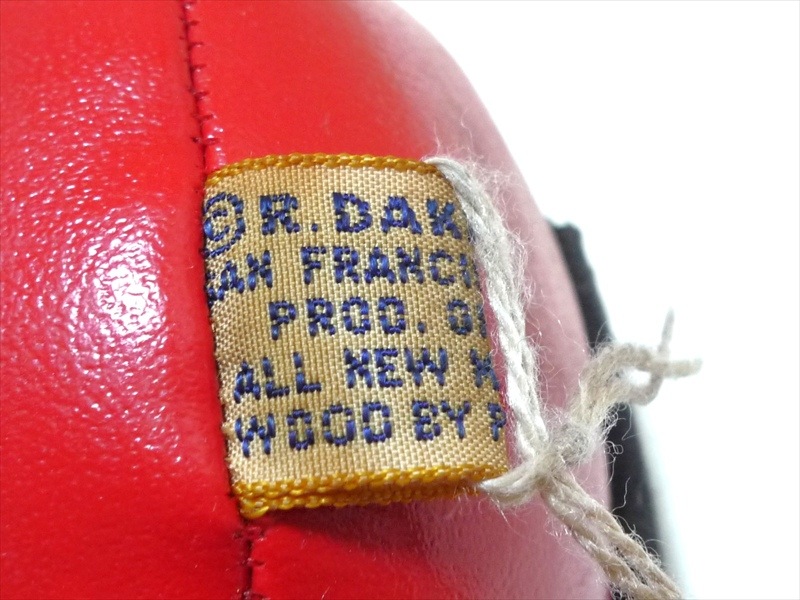 ©R.DAK
AN FRANC
PROD. O
ALL NEW
WOOD BY